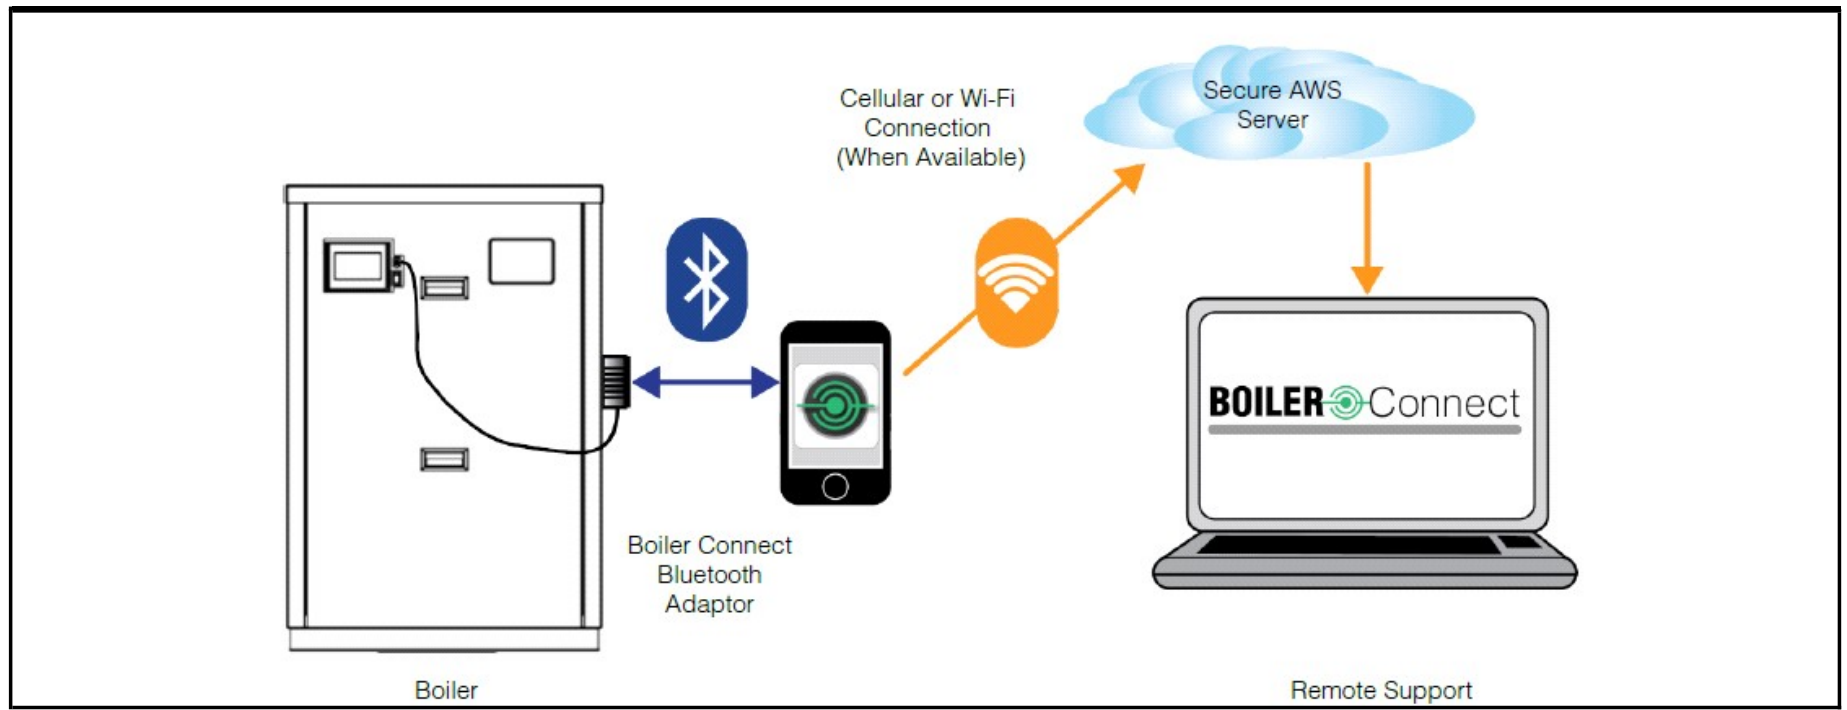 Cellular or Wi-Fi
Connection
(When Available)
Secure AWS
Server
BOILER Connect
Boiler Connect
Bluetooth
Adaptor
Boiler
Remote Support